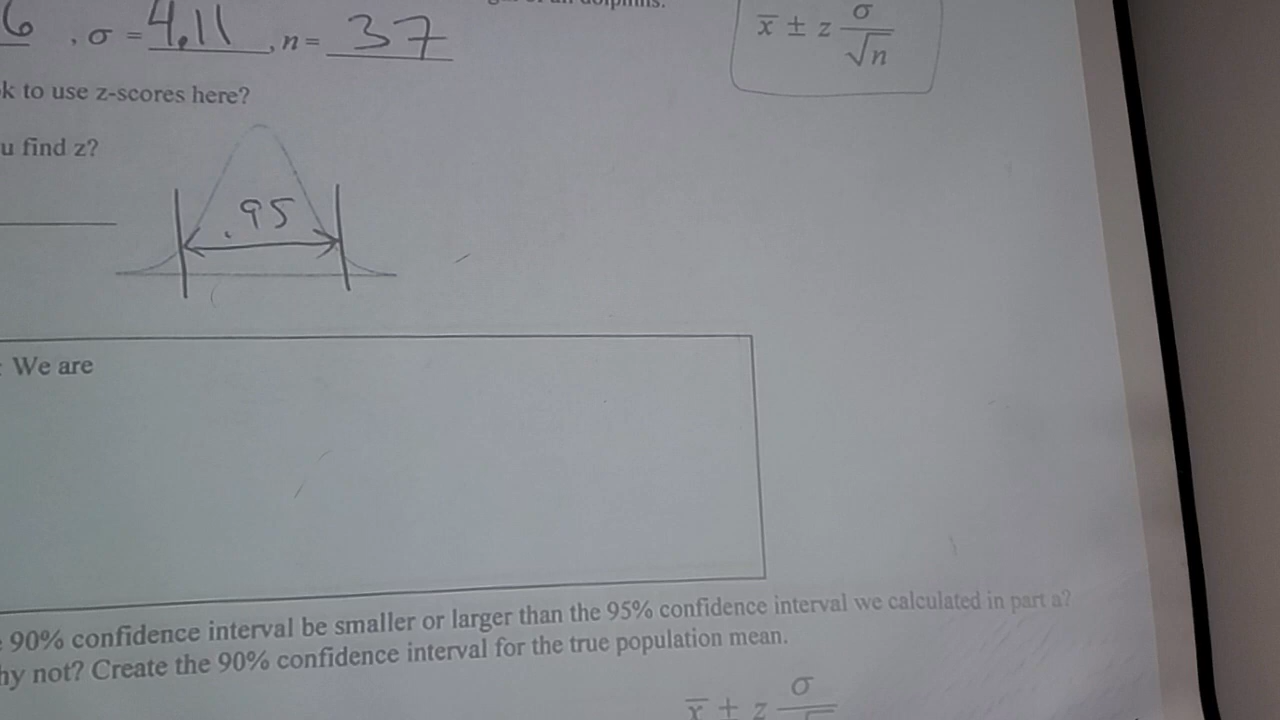 dolphins.
6 , σ = 4.11 , n = 37
x̄ ± z σ/√n
k to use z-scores here?
u find z?
.95
: We are
90% confidence interval be smaller or larger than the 95% confidence interval we calculated in part a?
hy not? Create the 90% confidence interval for the true population mean.
x̄ ± z σ